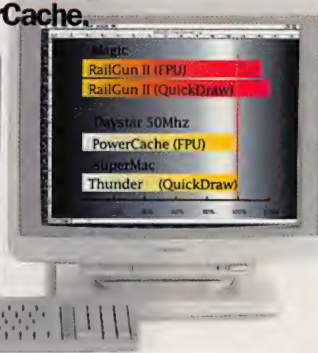 Cache.
Magic
RailGun II (FPU)
RailGun II (QuickDraw)
Daystar 50Mhz
PowerCache (FPU)
SuperMac
Thunder (QuickDraw)